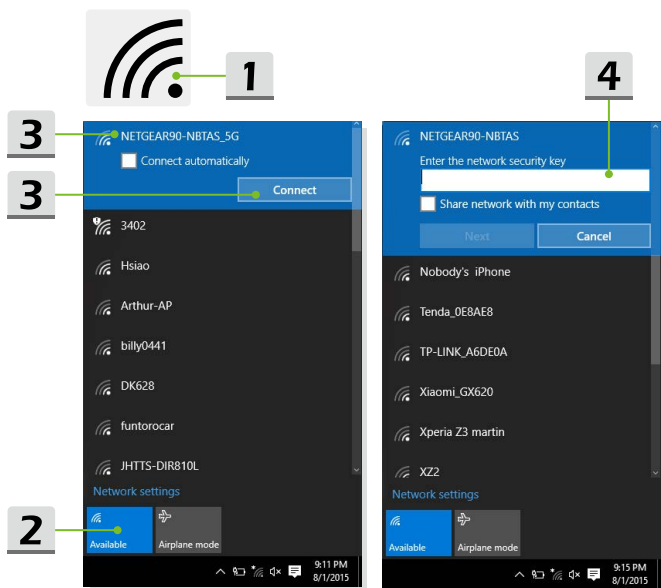 1
4
3
NETGEAR90-NBTAS_5G
Connect automatically
3
Connect
3402
Hsiao
Arthur-AP
billy0441
DK628
funtorocar
JHTTS-DIR810L
Network settings
2
Available
Airplane mode
9:11 PM
8/1/2015
NETGEAR90-NBTAS
Enter the network security key
Share network with my contacts
Next
Cancel
Nobody's iPhone
Tenda_0E8AE8
TP-LINK_A6DE0A
Xiaomi_GX620
Xperia Z3 martin
XZ2
Network settings
Available
Airplane mode
9:15 PM
8/1/2015